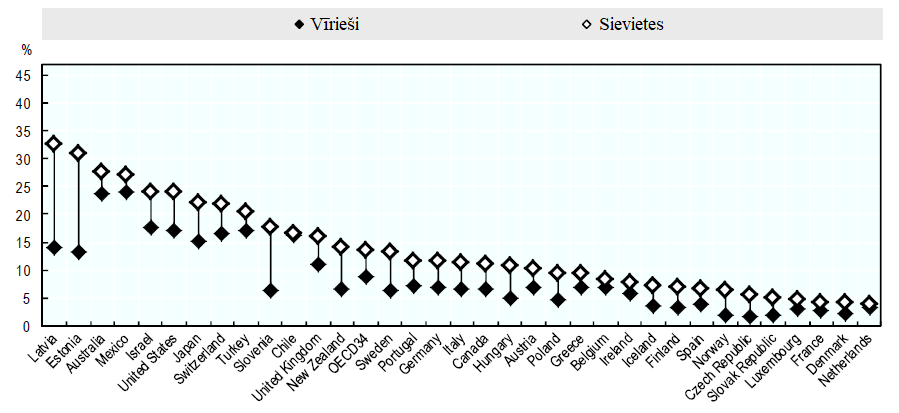 Vīrieši
Sievietes
%
45
40
35
30
25
20
15
10
5
0
Latvia
Estonia
Australia
Mexico
Israel
United States
Japan
Switzerland
Turkey
Slovenia
Chile
United Kingdom
New Zealand
OECD34
Sweden
Portugal
Germany
Italy
Canada
Hungary
Austria
Poland
Greece
Belgium
Ireland
Iceland
Finland
Spain
Norway
Czech Republic
Slovak Republic
Luxembourg
France
Denmark
Netherlands